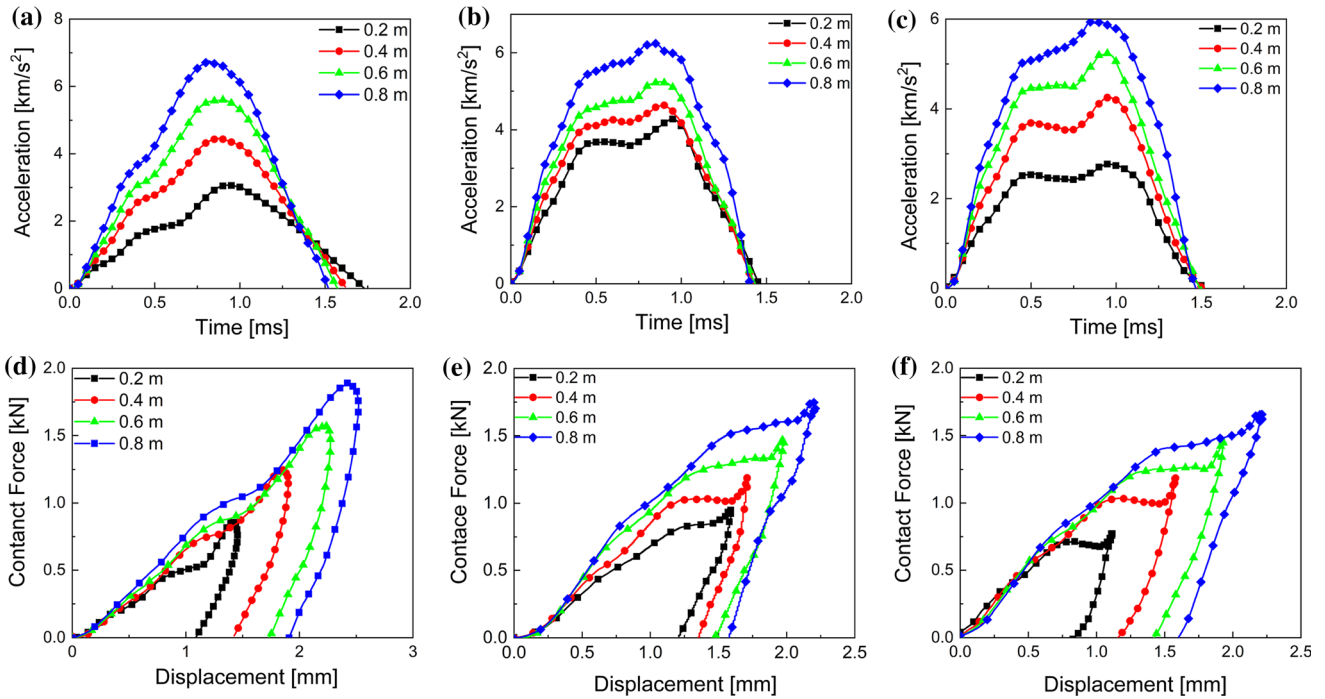 (a)
8
6
4
2
0
0.0 0.5 1.0 1.5 2.0
Acceleration [km/s²]
Time [ms]
0.2 m
0.4 m
0.6 m
0.8 m
(b)
7
6
5
4
3
2
1
0
0.0 0.5 1.0 1.5 2.0
Acceleraition [km/s²]
Time [ms]
0.2 m
0.4 m
0.6 m
0.8 m
(c)
6
4
2
0
0.0 0.5 1.0 1.5 2.0
Acceleration [km/s²]
Time [ms]
0.2 m
0.4 m
0.6 m
0.8 m
(d)
2.0
1.5
1.0
0.5
0.0
0 1 2 3
Contanct Force [kN]
Displacement [mm]
0.2 m
0.4 m
0.6 m
0.8 m
(e)
2.0
1.5
1.0
0.5
0.0
0.0 0.5 1.0 1.5 2.0 2.5
Contace Force [kN]
Displacement [mm]
0.2 m
0.4 m
0.6 m
0.8 m
(f)
2.0
1.5
1.0
0.5
0.0
0.0 0.5 1.0 1.5 2.0 2.5
Contact Force [kN]
Displacement [mm]
0.2 m
0.4 m
0.6 m
0.8 m